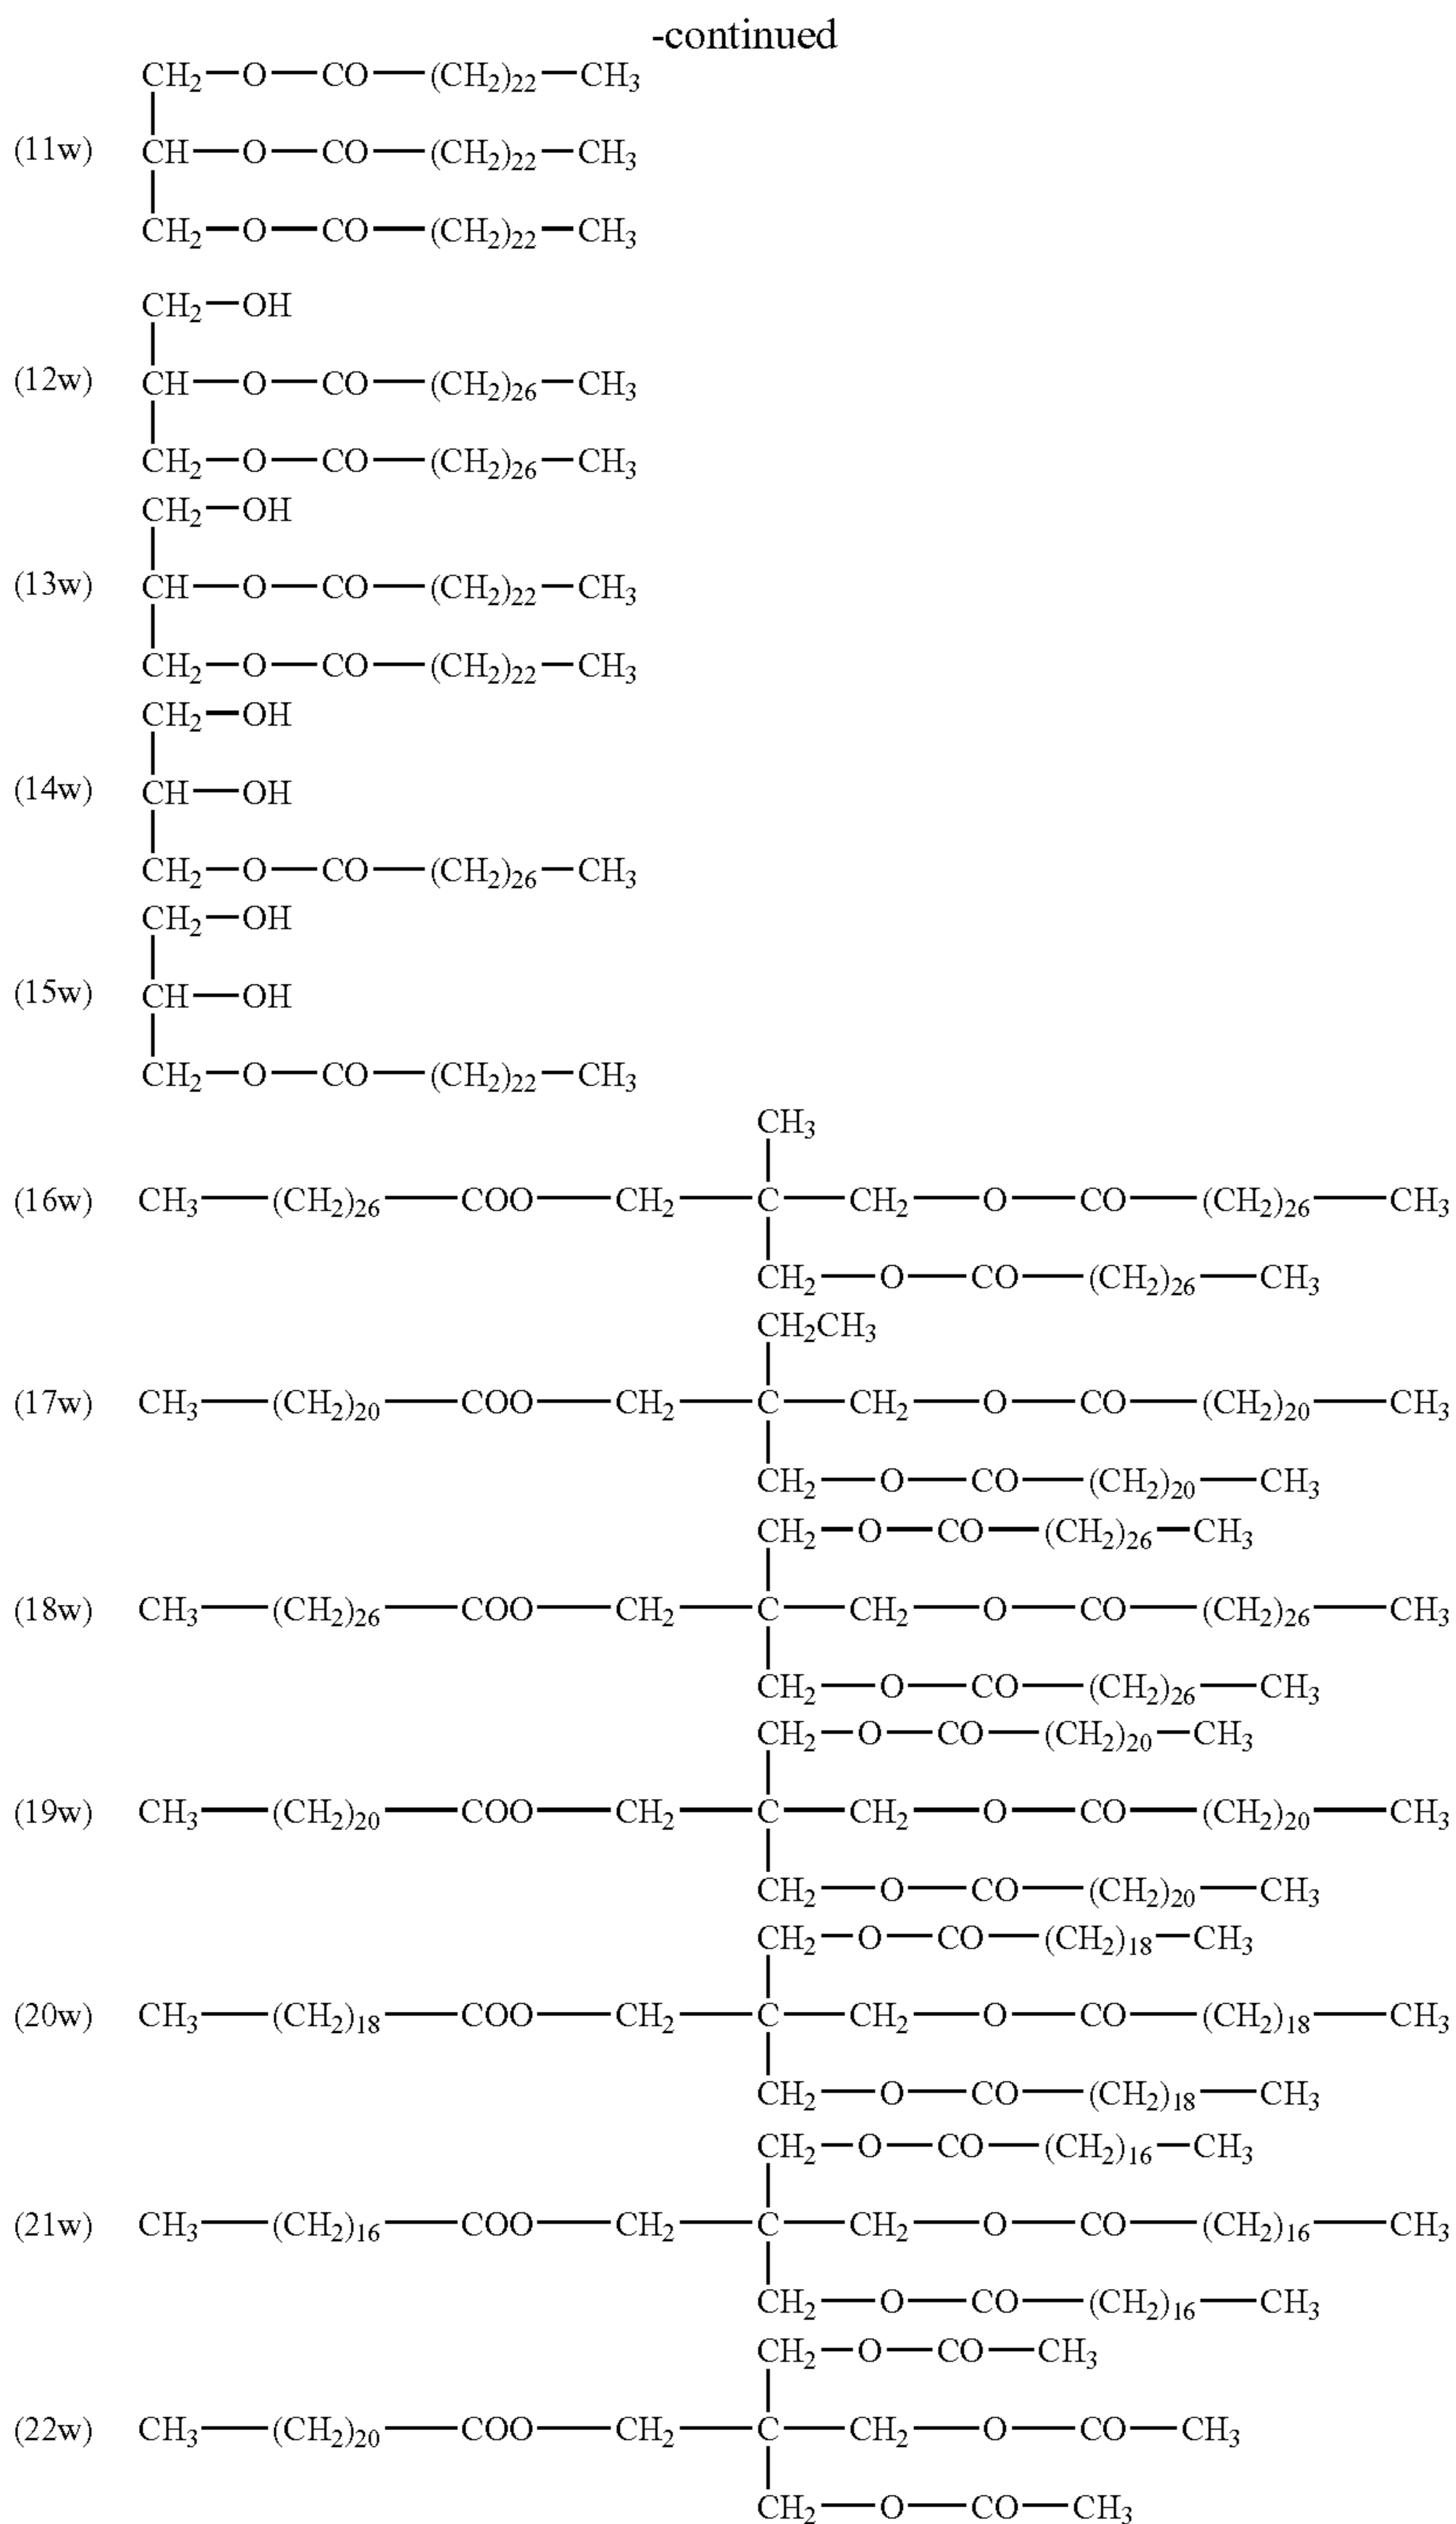 -continued
CH₂—O—CO—(CH₂)₂₂—CH₃
(11w) CH—O—CO—(CH₂)₂₂—CH₃
CH₂—O—CO—(CH₂)₂₂—CH₃
CH₂—OH
(12w) CH—O—CO—(CH₂)₂₆—CH₃
CH₂—O—CO—(CH₂)₂₆—CH₃
CH₂—OH
(13w) CH—O—CO—(CH₂)₂₂—CH₃
CH₂—O—CO—(CH₂)₂₂—CH₃
CH₂—OH
(14w) CH—OH
CH₂—O—CO—(CH₂)₂₆—CH₃
CH₂—OH
(15w) CH—OH
CH₂—O—CO—(CH₂)₂₂—CH₃
CH₃
(16w) CH₃—(CH₂)₂₆—COO—CH₂—C—CH₂—O—CO—(CH₂)₂₆—CH₃
CH₂—O—CO—(CH₂)₂₆—CH₃
CH₂CH₃
(17w) CH₃—(CH₂)₂₀—COO—CH₂—C—CH₂—O—CO—(CH₂)₂₀—CH₃
CH₂—O—CO—(CH₂)₂₀—CH₃
CH₂—O—CO—(CH₂)₂₆—CH₃
(18w) CH₃—(CH₂)₂₆—COO—CH₂—C—CH₂—O—CO—(CH₂)₂₆—CH₃
CH₂—O—CO—(CH₂)₂₆—CH₃
CH₂—O—CO—(CH₂)₂₀—CH₃
(19w) CH₃—(CH₂)₂₀—COO—CH₂—C—CH₂—O—CO—(CH₂)₂₀—CH₃
CH₂—O—CO—(CH₂)₂₀—CH₃
CH₂—O—CO—(CH₂)₁₈—CH₃
(20w) CH₃—(CH₂)₁₈—COO—CH₂—C—CH₂—O—CO—(CH₂)₁₈—CH₃
CH₂—O—CO—(CH₂)₁₈—CH₃
CH₂—O—CO—(CH₂)₁₆—CH₃
(21w) CH₃—(CH₂)₁₆—COO—CH₂—C—CH₂—O—CO—(CH₂)₁₆—CH₃
CH₂—O—CO—(CH₂)₁₆—CH₃
CH₂—O—CO—CH₃
(22w) CH₃—(CH₂)₂₀—COO—CH₂—C—CH₂—O—CO—CH₃
CH₂—O—CO—CH₃